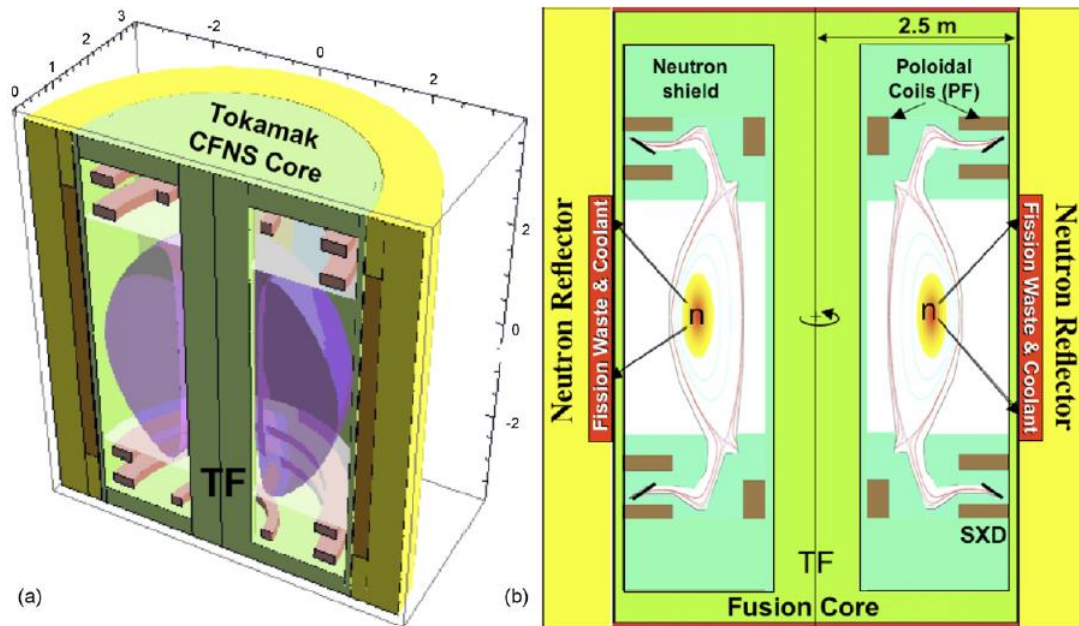 3
2
1
0
-2
0
2
Tokamak
CFNS Core
2
0
-2
TF
(a)
2.5 m
Neutron
shield
Poloidal
Coils (PF)
Neutron Reflector
Fission Waste & Coolant
n
n
Fission Waste & Coolant
Neutron Reflector
SXD
TF
Fusion Core
(b)